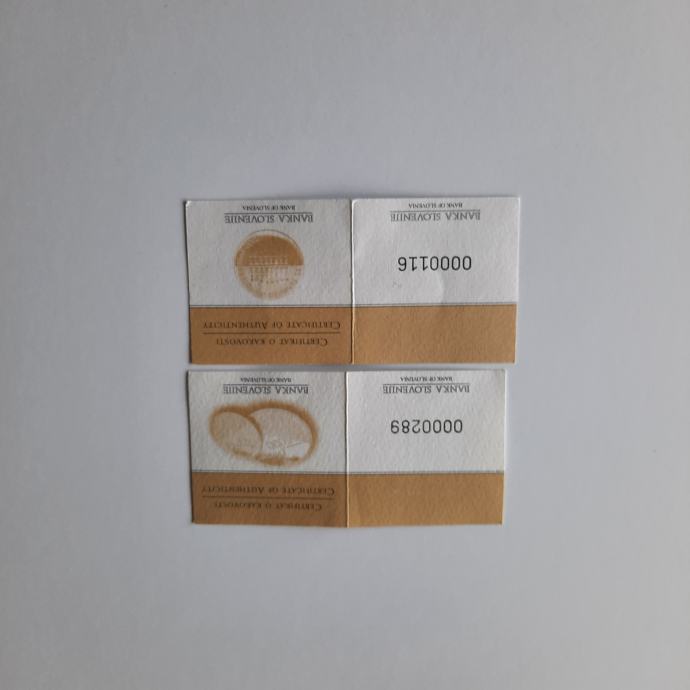 0000289
BANKA SLOVENIJE
BANK OF SLOVENIA
CERTIFIKAT O KAKOVOSTI
CERTIFICATE OF AUTHENTICITY
BANKA SLOVENIJE
BANK OF SLOVENIA
0000116
BANKA SLOVENIJE
BANK OF SLOVENIA
CERTIFIKAT O KAKOVOSTI
CERTIFICATE OF AUTHENTICITY
BANKA SLOVENIJE
BANK OF SLOVENIA